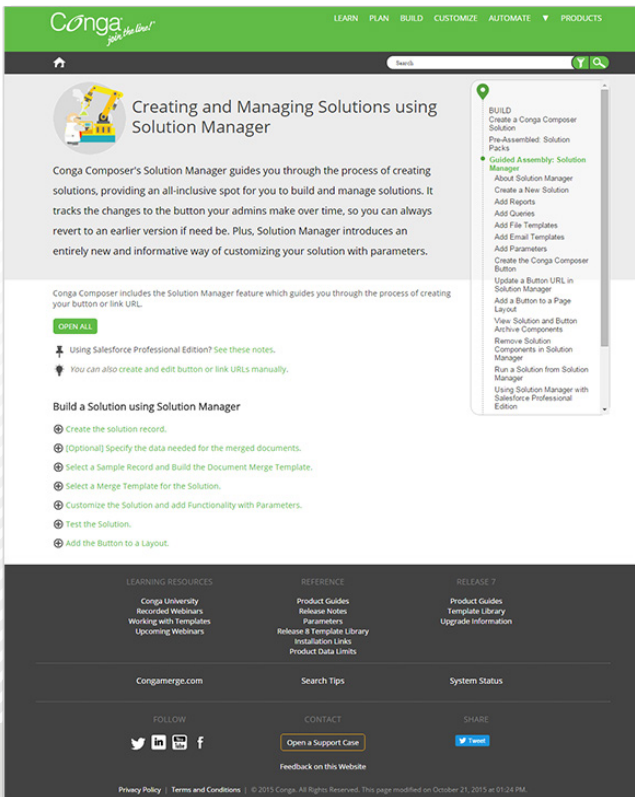 Conga
join the line!
LEARN PLAN BUILD CUSTOMIZE AUTOMATE ▼ PRODUCTS
Search
Creating and Managing Solutions using
Solution Manager
Conga Composer's Solution Manager guides you through the process of creating
solutions, providing an all-inclusive spot for you to build and manage solutions. It
tracks the changes to the button your admins make over time, so you can always
revert to an earlier version if need be. Plus, Solution Manager introduces an
entirely new and informative way of customizing your solution with parameters.
BUILD
Create a Conga Composer
Solution
Pre-Assembled: Solution
Packs
Guided Assembly: Solution
Manager
About Solution Manager
Create a New Solution
Add Reports
Add Queries
Add File Templates
Add Email Templates
Add Parameters
Create the Conga Composer
Button
Update a Button URL in
Solution Manager
Add a Button to a Page
Layout
View Solution and Button
Archive Components
Remove Solution
Components in Solution
Manager
Run a Solution from Solution
Manager
Using Solution Manager with
Salesforce Professional
Edition
Conga Composer includes the Solution Manager feature which guides you through the process of creating
your button or link URL.
OPEN ALL
Using Salesforce Professional Edition? See these notes.
You can also create and edit button or link URLs manually.
Build a Solution using Solution Manager
Create the solution record.
[Optional] Specify the data needed for the merged documents.
Select a Sample Record and Build the Document Merge Template.
Select a Merge Template for the Solution.
Customize the Solution and add Functionality with Parameters.
Test the Solution.
Add the Button to a Layout.
LEARNING RESOURCES
Conga University
Recorded Webinars
Working with Templates
Upcoming Webinars
REFERENCE
Product Guides
Release Notes
Parameters
Release 8 Template Library
Installation Links
Product Data Limits
RELEASE 7
Product Guides
Template Library
Upgrade Information
Congamerge.com
Search Tips
System Status
FOLLOW
You Tube
CONTACT
Open a Support Case
Feedback on this Website
SHARE
Tweet
Privacy Policy | Terms and Conditions | © 2015 Conga. All Rights Reserved. This page modified on October 21, 2015 at 01:24 PM.